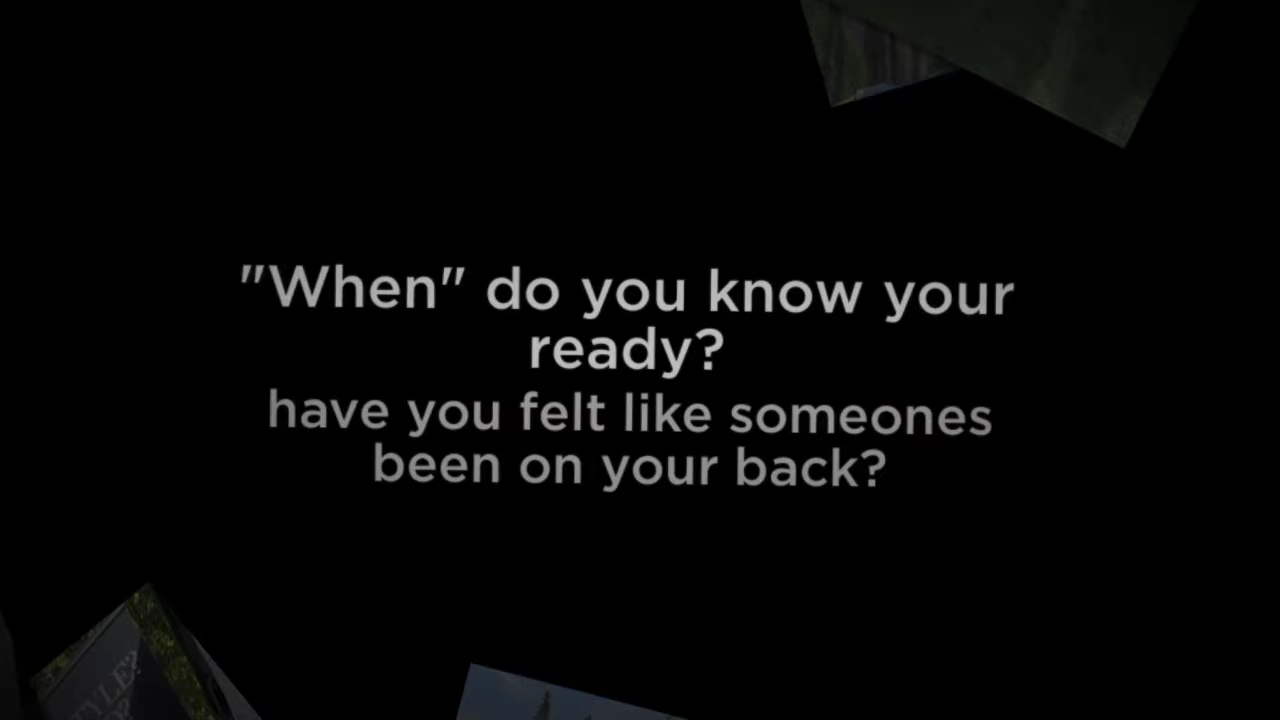 "When" do you know your
ready?
have you felt like someones
been on your back?